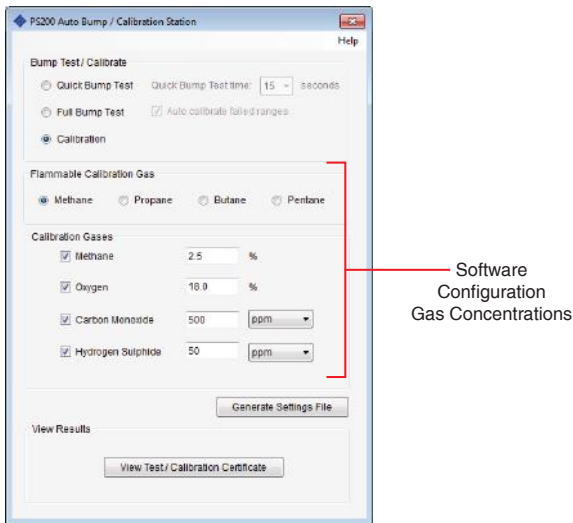 PS200 Auto Bump / Calibration Station
Help
Bump Test / Calibrate
Quick Bump Test Quick Bump Test time: 15 seconds
Full Bump Test Auto calibrate failed ranges
Calibration
Flammable Calibration Gas
Methane Propane Butane Pentane
Calibration Gases
Methane 2.5 %
Oxygen 18.0 %
Carbon Monoxide 500 ppm
Hydrogen Sulphide 50 ppm
Software
Configuration
Gas Concentrations
Generate Settings File
View Results
View Test / Calibration Certificate